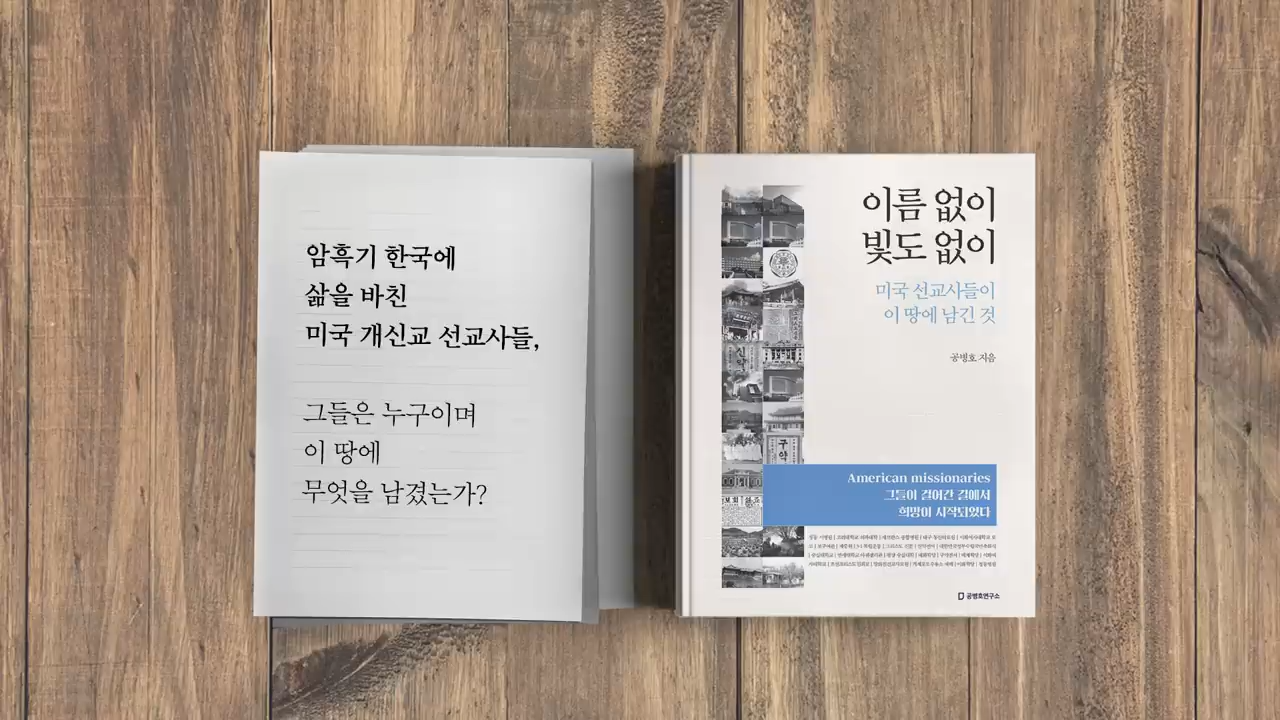 암흑기 한국에
삶을 바친
미국 개신교 선교사들,
그들은 누구이며
이 땅에
무엇을 남겼는가?
이름 없이
빛도 없이
미국 선교사들이
이 땅에 남긴 것
공병호 지음
구약
American missionaries
그들이 걸어간 길에서
희망이 시작되었다
공병호연구소